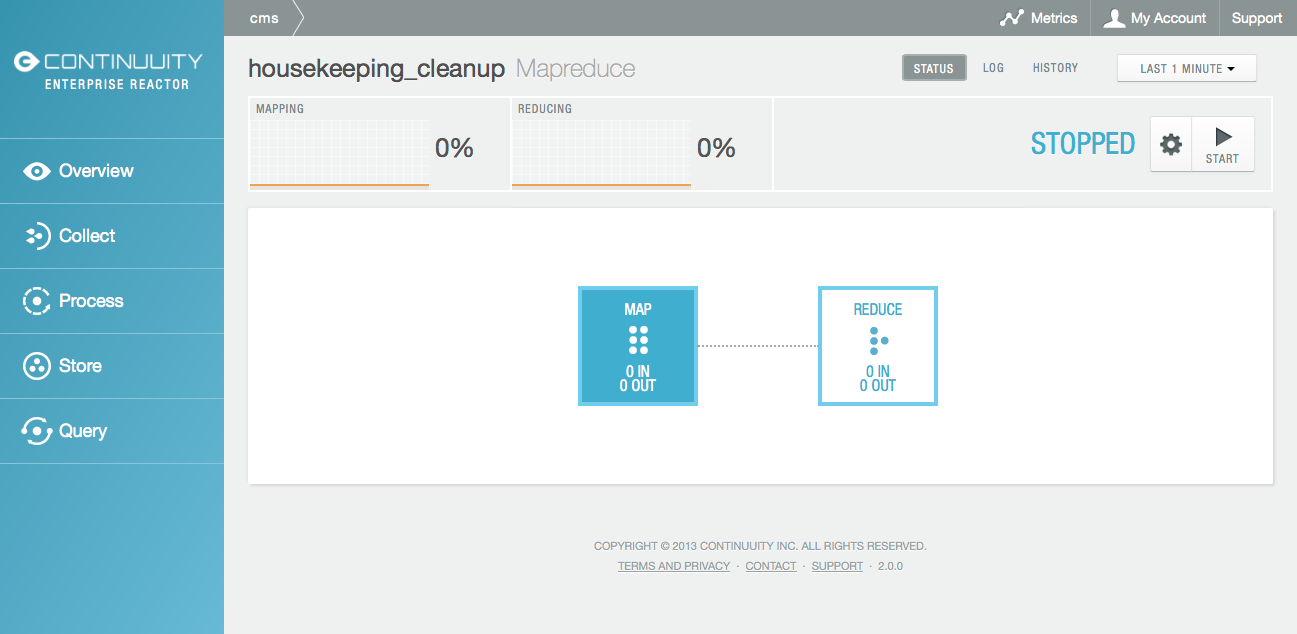 cms
Metrics
My Account
Support
CONTINUUITY
ENTERPRISE REACTOR
Overview
Collect
Process
Store
Query
housekeeping_cleanup Mapreduce
STATUS
LOG
HISTORY
LAST 1 MINUTE
MAPPING
0%
REDUCING
0%
STOPPED
START
MAP
0 IN
0 OUT
REDUCE
0 IN
0 OUT
COPYRIGHT © 2013 CONTINUUITY INC. ALL RIGHTS RESERVED.
TERMS AND PRIVACY · CONTACT · SUPPORT · 2.0.0